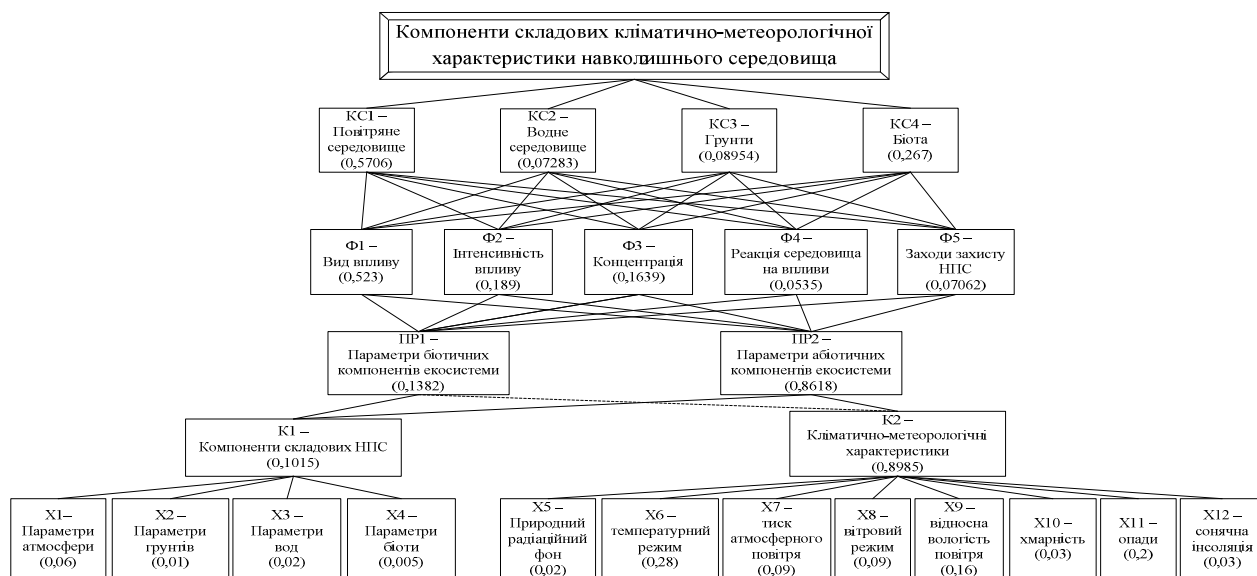 Компоненти складових кліматично-метеорологічної
характеристики навколишнього середовища
КС1 –
Повітряне
середовище
(0,5706)
КС2 –
Водне
середовище
(0,07283)
КС3 –
Грунти
(0,08954)
КС4 –
Біота
(0,267)
Ф1 –
Вид впливу
(0,523)
Ф2 –
Інтенсивність
впливу
(0,189)
Ф3 –
Концентрація
(0,1639)
Ф4 –
Реакція середовища
на впливи
(0,0535)
Ф5 –
Заходи захисту
НПС
(0,07062)
ПР1 –
Параметри біотичних
компонентів екосистеми
(0,1382)
ПР2 –
Параметри абіотичних
компонентів екосистеми
(0,8618)
К1 –
Компоненти складових НПС
(0,1015)
К2 –
Кліматично-метеорологічні
характеристики
(0,8985)
Х1 –
Параметри
атмосфери
(0,06)
Х2 –
Параметри
грунтів
(0,01)
Х3 –
Параметри
вод
(0,02)
Х4 –
Параметри
біоти
(0,005)
Х5 –
Природний
радіаційний
фон
(0,02)
Х6 –
температурний
режим
(0,28)
Х7 –
тиск
атмосферного
повітря
(0,09)
Х8 –
вітровий
режим
(0,09)
Х9 –
відносна
вологість
повітря
(0,16)
Х10 –
хмарність
(0,03)
Х11 –
опади
(0,2)
Х12 –
сонячна
інсоляція
(0,03)